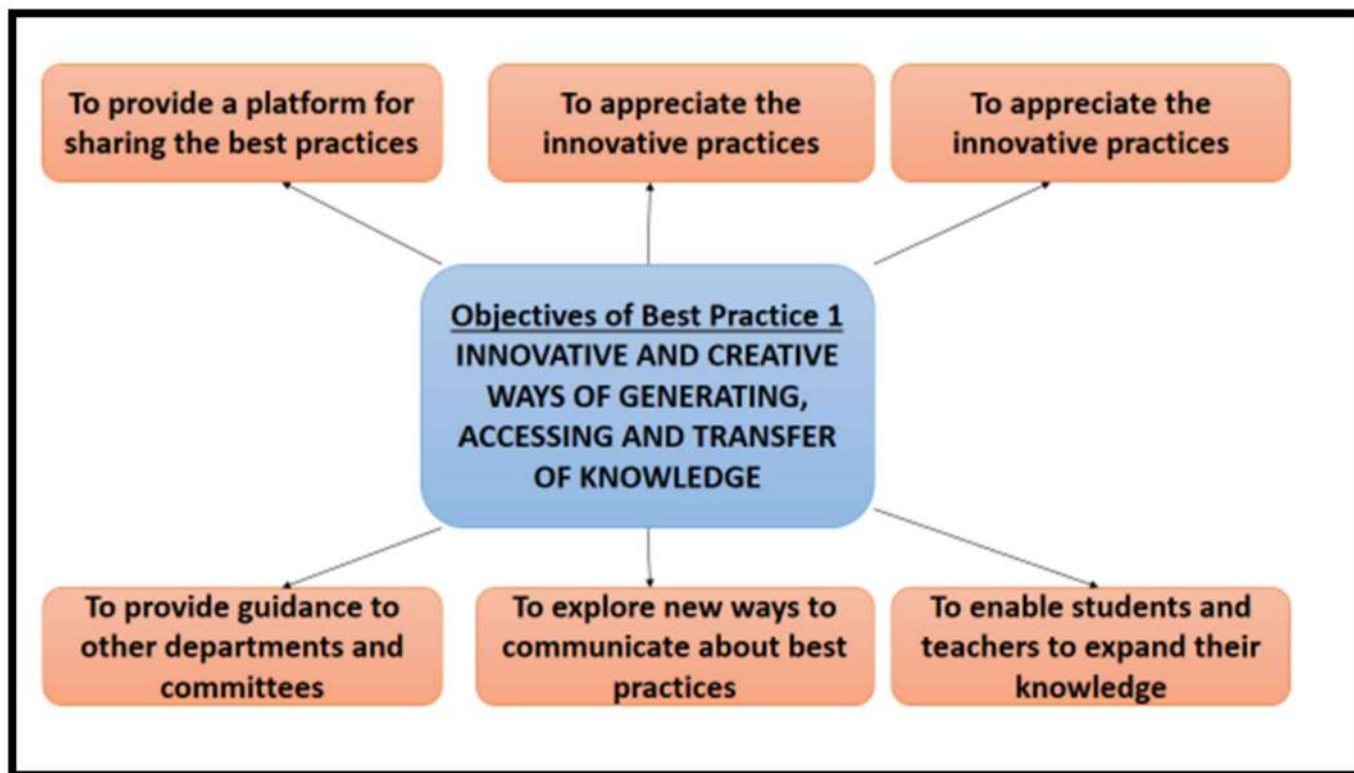 To provide a platform for
sharing the best practices
To appreciate the
innovative practices
To appreciate the
innovative practices
Objectives of Best Practice 1
INNOVATIVE AND CREATIVE
WAYS OF GENERATING,
ACCESSING AND TRANSFER
OF KNOWLEDGE
To provide guidance to
other departments and
committees
To explore new ways to
communicate about best
practices
To enable students and
teachers to expand their
knowledge